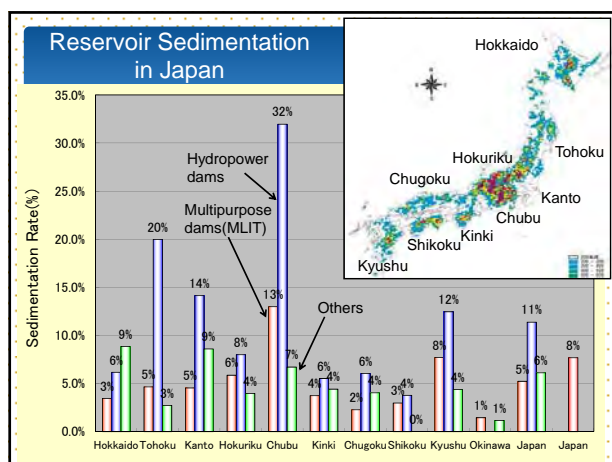 Reservoir Sedimentation
in Japan
Hokkaido
Tohoku
Hokuriku
Chugoku
Kanto
Chubu
Kinki
Shikoku
Kyushu
Sedimentation Rate(%)
35.0%
30.0%
25.0%
20.0%
15.0%
10.0%
5.0%
0.0%
Hydropower
dams
Multipurpose
dams(MLIT)
Others
3% 6% 9%
5% 20% 3%
5% 14% 9%
6% 8% 4%
13% 32% 7%
4% 6% 4%
2% 6% 4%
3% 4% 0%
8% 12% 4%
1% 1%
5% 11% 6%
8%
Hokkaido Tohoku Kanto Hokuriku Chubu Kinki Chugoku Shikoku Kyushu Okinawa Japan Japan